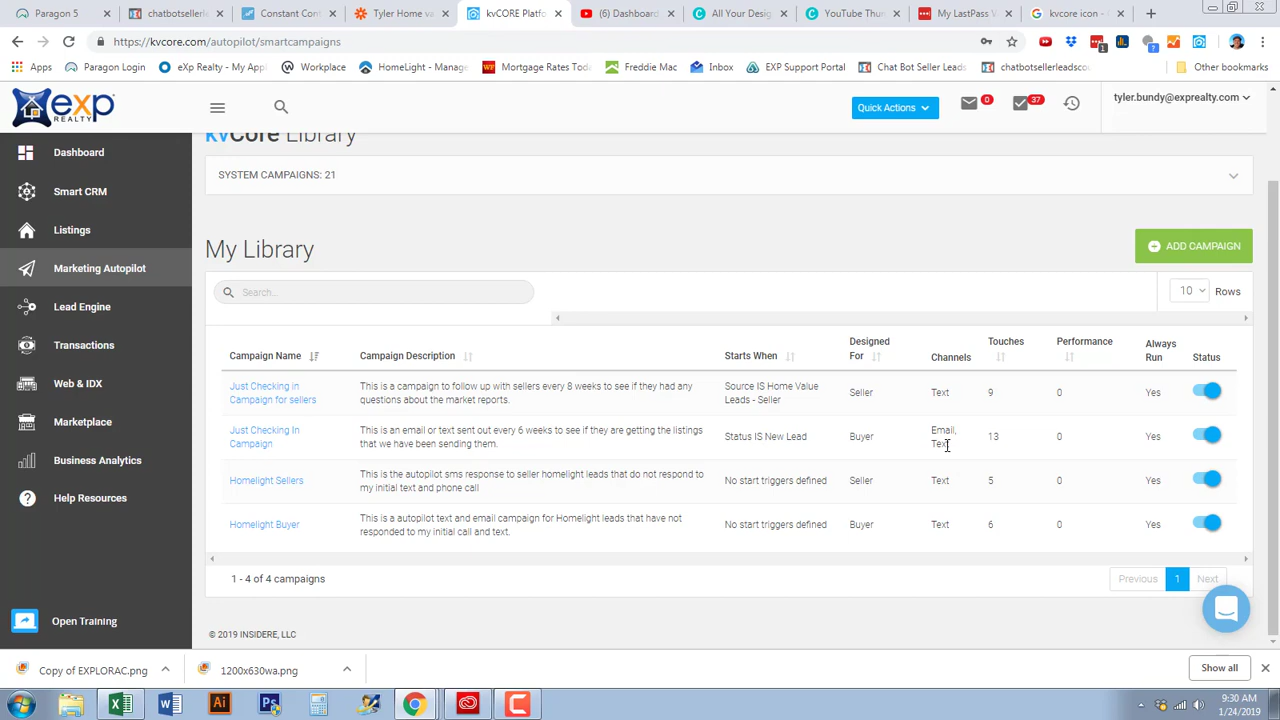 Paragon 5
chatbotsellerle
Constant Cont
Tyler Home va
kvCORE Platfo
(6) Dashboard
All Your Desig
YouTube Thu
My LastPass V
kvcore icon -
https://kvcore.com/autopilot/smartcampaigns
Apps
Paragon Login
eXp Realty - My Appl
Workplace
HomeLight - Manage
Mortgage Rates Tod
Freddie Mac
Inbox
EXP Support Portal
Chat Bot Seller Leads
chatbotsellerleadsco
Other bookmarks
exp
REALTY
Quick Actions
0
37
tyler.bundy@exprealty.com
Dashboard
Smart CRM
Listings
Marketing Autopilot
Lead Engine
Transactions
Web & IDX
Marketplace
Business Analytics
Help Resources
Open Training
kvCore Library
SYSTEM CAMPAIGNS: 21
My Library
ADD CAMPAIGN
Search...
10 Rows
Campaign Name
Campaign Description
Starts When
Designed
For
Channels
Touches
Performance
Always
Run
Status
Just Checking in
Campaign for sellers
This is a campaign to follow up with sellers every 8 weeks to see if they had any
questions about the market reports.
Source IS Home Value
Leads - Seller
Seller
Text
9
0
Yes
Just Checking In
Campaign
This is an email or text sent out every 6 weeks to see if they are getting the listings
that we have been sending them.
Status IS New Lead
Buyer
Email,
Text
13
0
Yes
Homelight Sellers
This is the autopilot sms response to seller homelight leads that do not respond to
my initial text and phone call
No start triggers defined
Seller
Text
5
0
Yes
Homelight Buyer
This is a autopilot text and email campaign for Homelight leads that have not
responded to my initial call and text.
No start triggers defined
Buyer
Text
6
0
Yes
1 - 4 of 4 campaigns
Previous
1
Next
© 2019 INSIDERE, LLC
Copy of EXPLORAC.png
1200x630wa.png
Show all
9:30 AM
1/24/2019